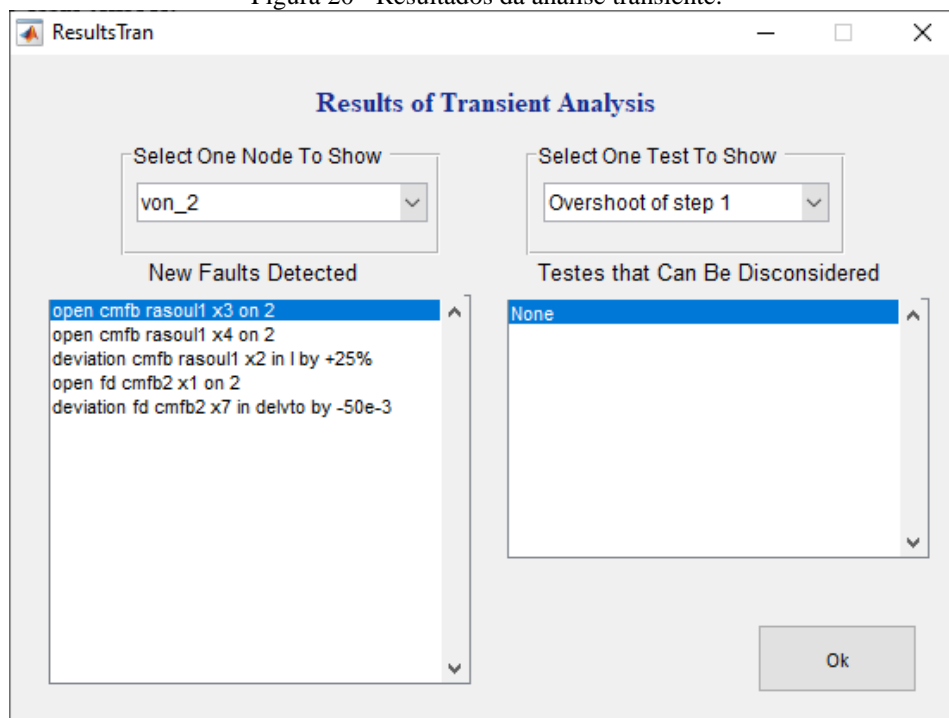 Figura 20 - Resultados da análise transiente.
ResultsTran
Results of Transient Analysis
Select One Node To Show
von_2
Select One Test To Show
Overshoot of step 1
New Faults Detected
open cmfb rasoul1 x3 on 2
open cmfb rasoul1 x4 on 2
deviation cmfb rasoul1 x2 in l by +25%
open fd cmfb2 x1 on 2
deviation fd cmfb2 x7 in delvto by -50e-3
Testes that Can Be Disconsidered
None
Ok